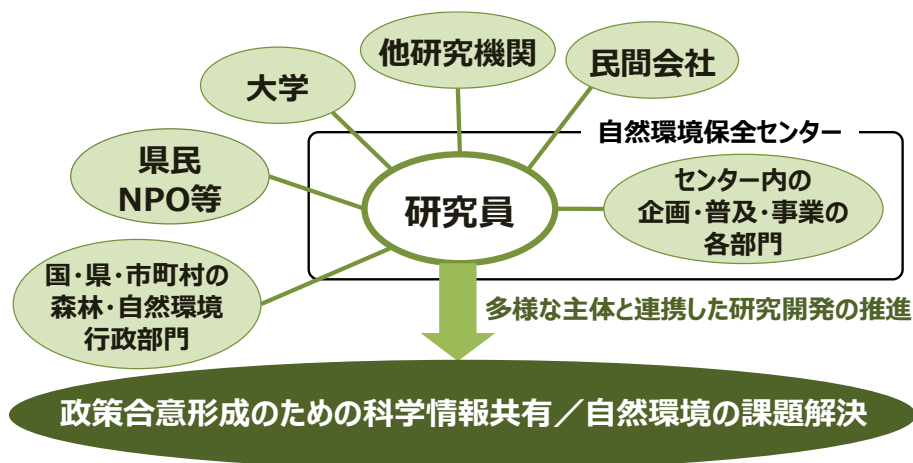 他研究機関
民間会社
大学
自然環境保全センター
県民
NPO等
研究員
センター内の
企画・普及・事業の
各部門
国・県・市町村の
森林・自然環境
行政部門
多様な主体と連携した研究開発の推進
政策合意形成のための科学情報共有／自然環境の課題解決